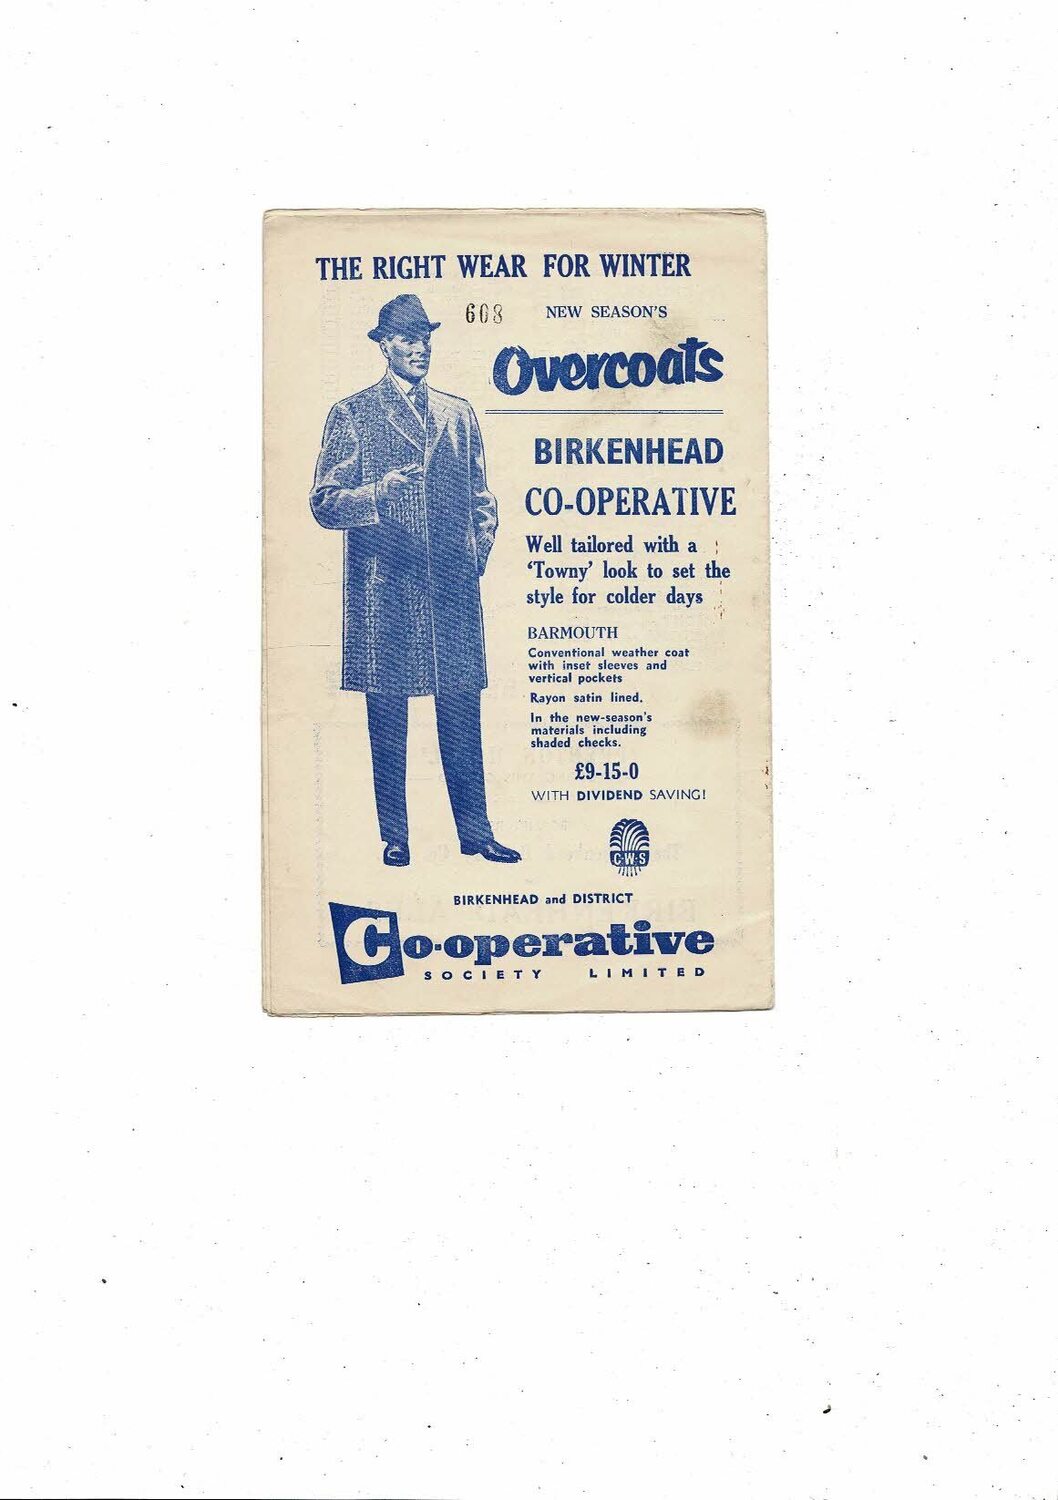 THE RIGHT WEAR FOR WINTER
608 NEW SEASON'S
Overcoats
BIRKENHEAD
CO-OPERATIVE
Well tailored with a
'Towny' look to set the
style for colder days
BARMOUTH
Conventional weather coat
with inset sleeves and
vertical pockets
Rayon satin lined.
In the new-season's
materials including
shaded checks.
£9-15-0
WITH DIVIDEND SAVING!
C·W·S
BIRKENHEAD and DISTRICT
Co-operative
SOCIETY LIMITED